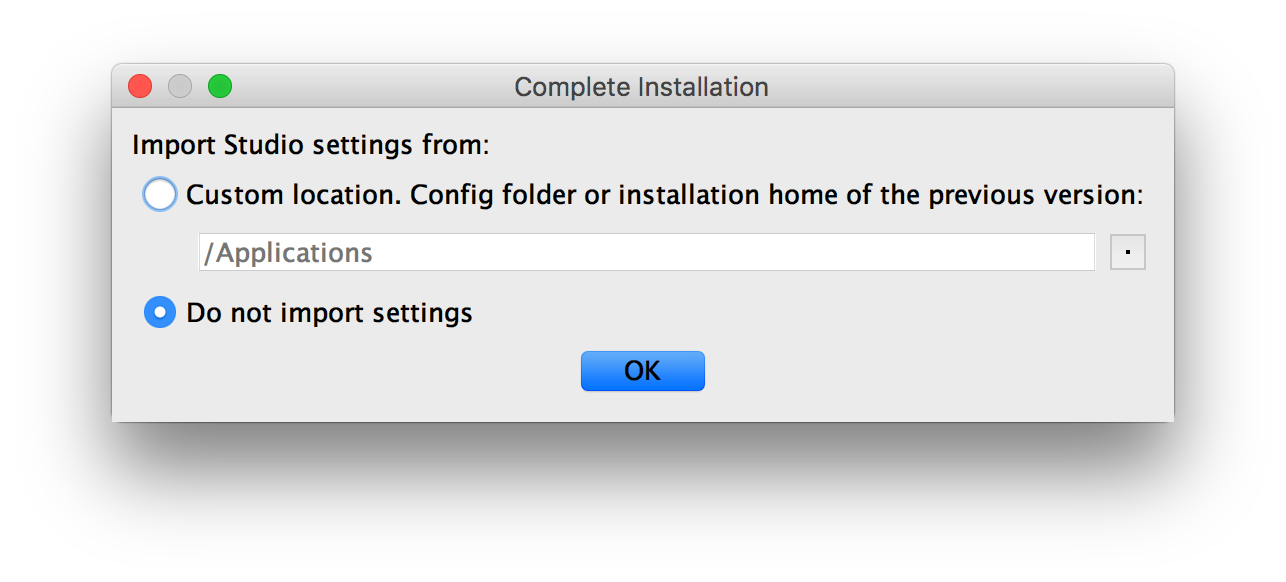 Complete Installation
Import Studio settings from:
Custom location. Config folder or installation home of the previous version:
/Applications
Do not import settings
OK